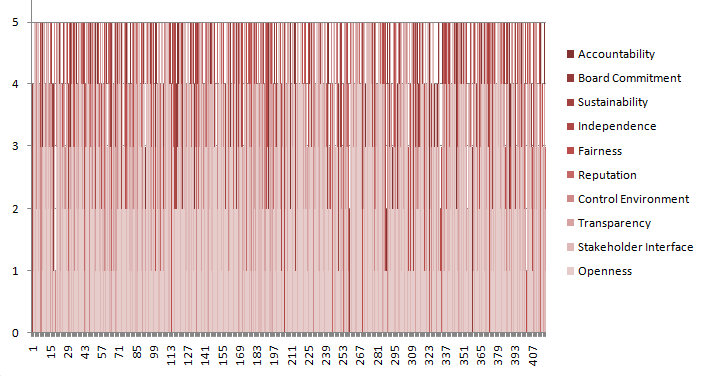 5
4
3
2
1
0
1 15 29 43 57 71 85 99 113 127 141 155 169 183 197 211 225 239 253 267 281 295 309 323 337 351 365 379 393 407
Accountability
Board Commitment
Sustainability
Independence
Fairness
Reputation
Control Environment
Transparency
Stakeholder Interface
Openness